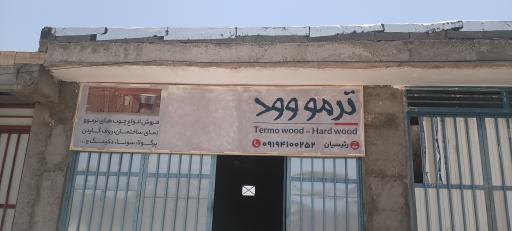 ترمو وود
Termo wood - Hard wood
رئیسیان ۰۹۱۹۴۱۰۰۲۵۲
فروش انواع چوب های ترموو
نمای ساختمان، روف گاردن
پرگولا، سونا، دکینگ و...